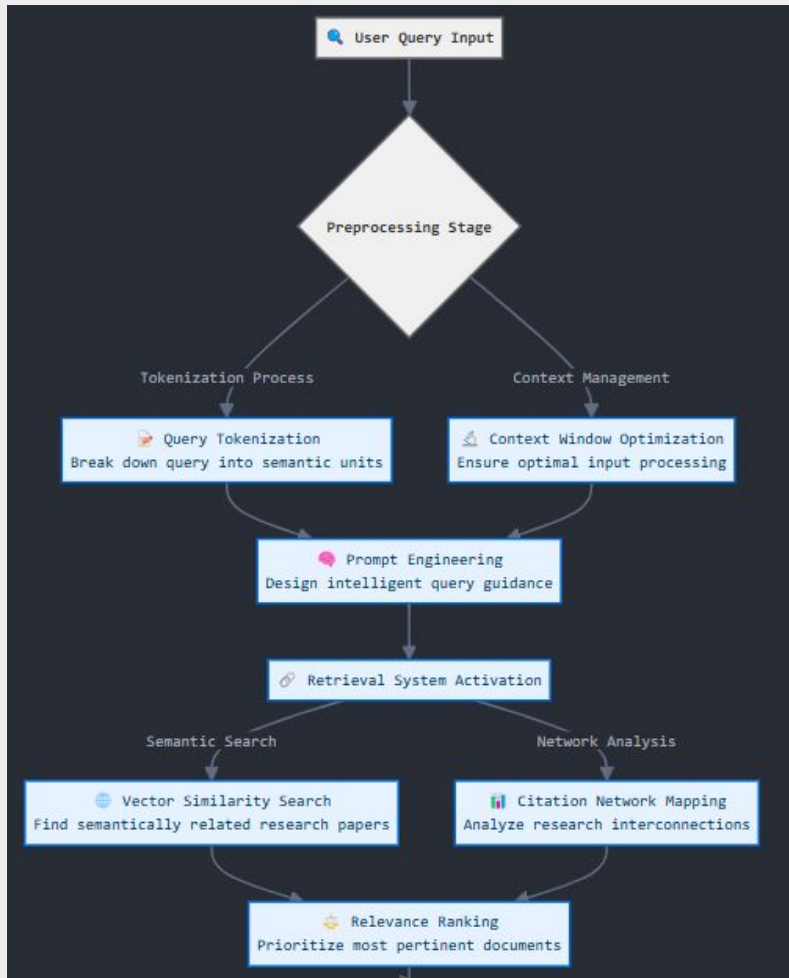 🔍 User Query Input
Preprocessing Stage
Tokenization Process
Context Management
📝 Query Tokenization
Break down query into semantic units
🔬 Context Window Optimization
Ensure optimal input processing
🧠 Prompt Engineering
Design intelligent query guidance
🔗 Retrieval System Activation
Semantic Search
Network Analysis
🌐 Vector Similarity Search
Find semantically related research papers
📊 Citation Network Mapping
Analyze research interconnections
⚖️ Relevance Ranking
Prioritize most pertinent documents